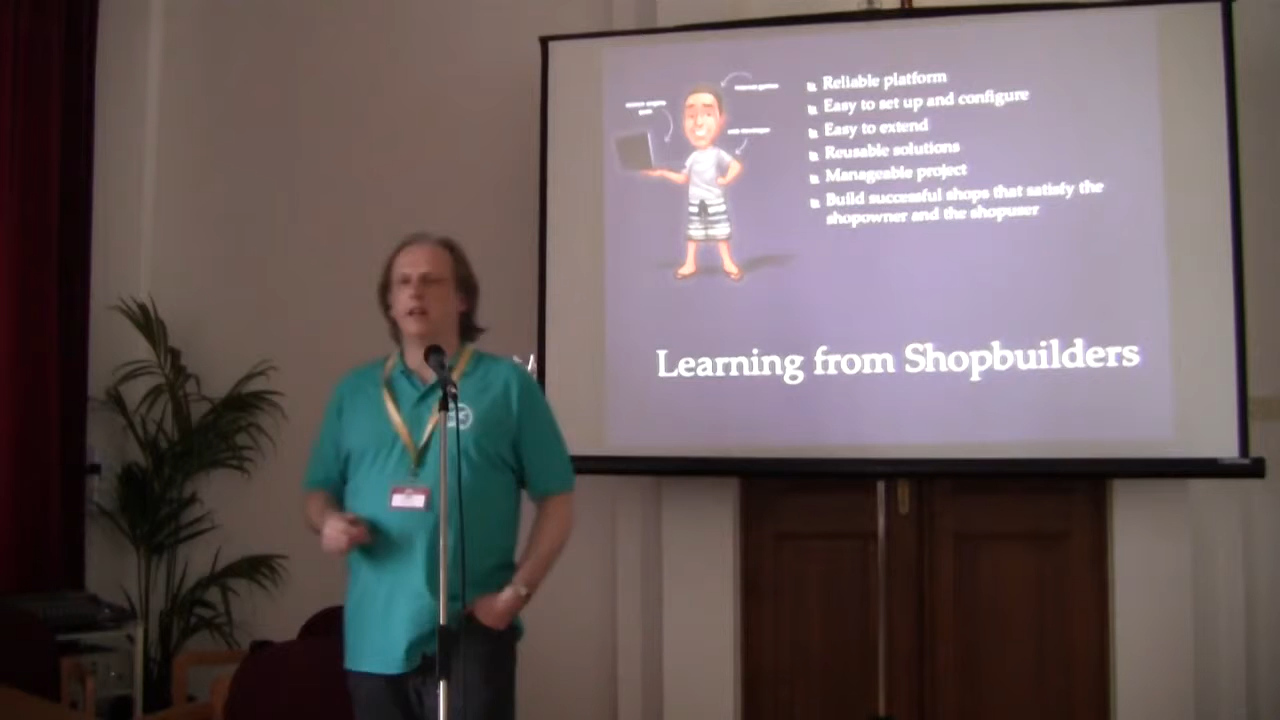 Reliable platform
Easy to set up and configure
Easy to extend
Reusable solutions
Manageable project
Build successful shops that satisfy the
shopowner and the shopuser
Learning from Shopbuilders